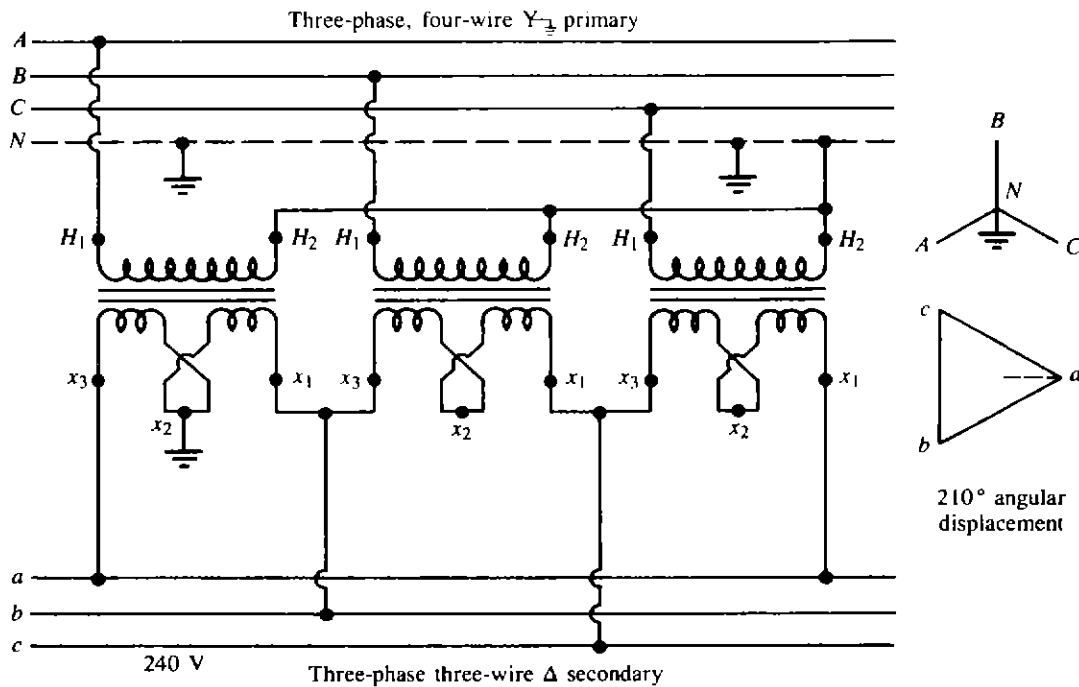 Three-phase, four-wire Y primary
A
B
C
N
H₁ H₂ H₁ H₂ H₁ H₂
x₃ x₁ x₃ x₁ x₃ x₁
x₂ x₂ x₂
a
b
c
240 V
Three-phase three-wire Δ secondary
B
N
A C
c
a
b
210° angular
displacement